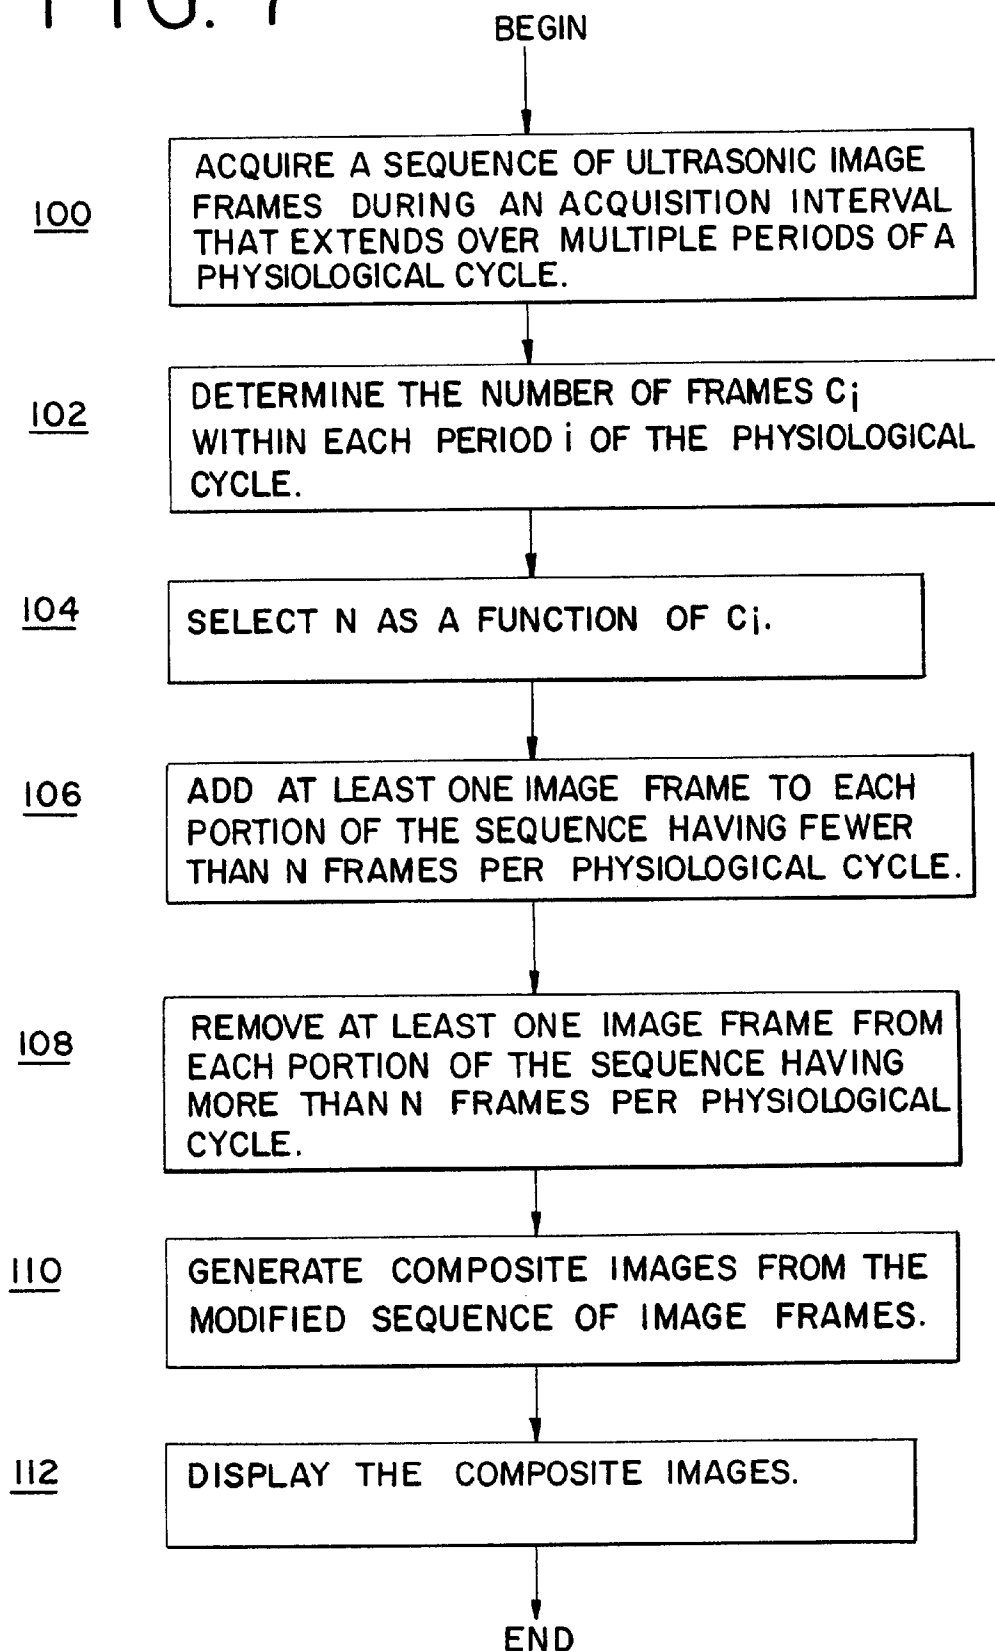 FIG. 7
BEGIN
100
ACQUIRE A SEQUENCE OF ULTRASONIC IMAGE
FRAMES DURING AN ACQUISITION INTERVAL
THAT EXTENDS OVER MULTIPLE PERIODS OF A
PHYSIOLOGICAL CYCLE.
102
DETERMINE THE NUMBER OF FRAMES Ci
WITHIN EACH PERIOD i OF THE PHYSIOLOGICAL
CYCLE.
104
SELECT N AS A FUNCTION OF Ci.
106
ADD AT LEAST ONE IMAGE FRAME TO EACH
PORTION OF THE SEQUENCE HAVING FEWER
THAN N FRAMES PER PHYSIOLOGICAL CYCLE.
108
REMOVE AT LEAST ONE IMAGE FRAME FROM
EACH PORTION OF THE SEQUENCE HAVING
MORE THAN N FRAMES PER PHYSIOLOGICAL
CYCLE.
110
GENERATE COMPOSITE IMAGES FROM THE
MODIFIED SEQUENCE OF IMAGE FRAMES.
112
DISPLAY THE COMPOSITE IMAGES.
END